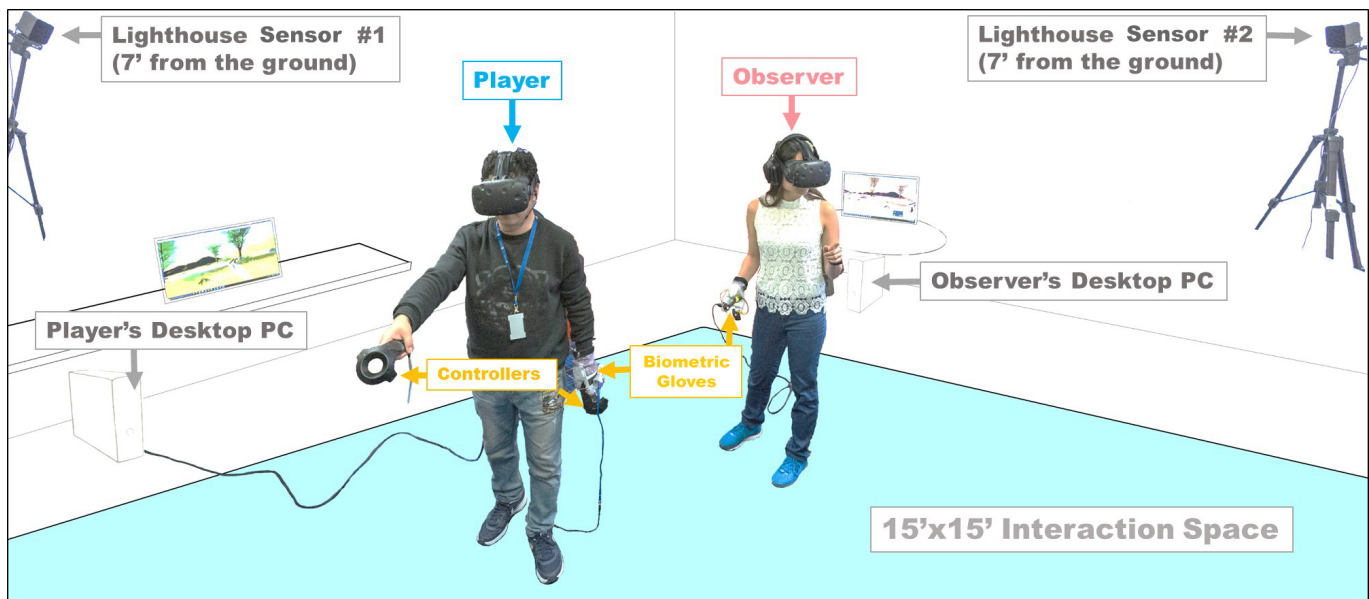 Lighthouse Sensor #1
(7’ from the ground)
Lighthouse Sensor #2
(7’ from the ground)
Player
Observer
Player’s Desktop PC
Observer’s Desktop PC
Controllers
Biometric
Gloves
15’x15’ Interaction Space